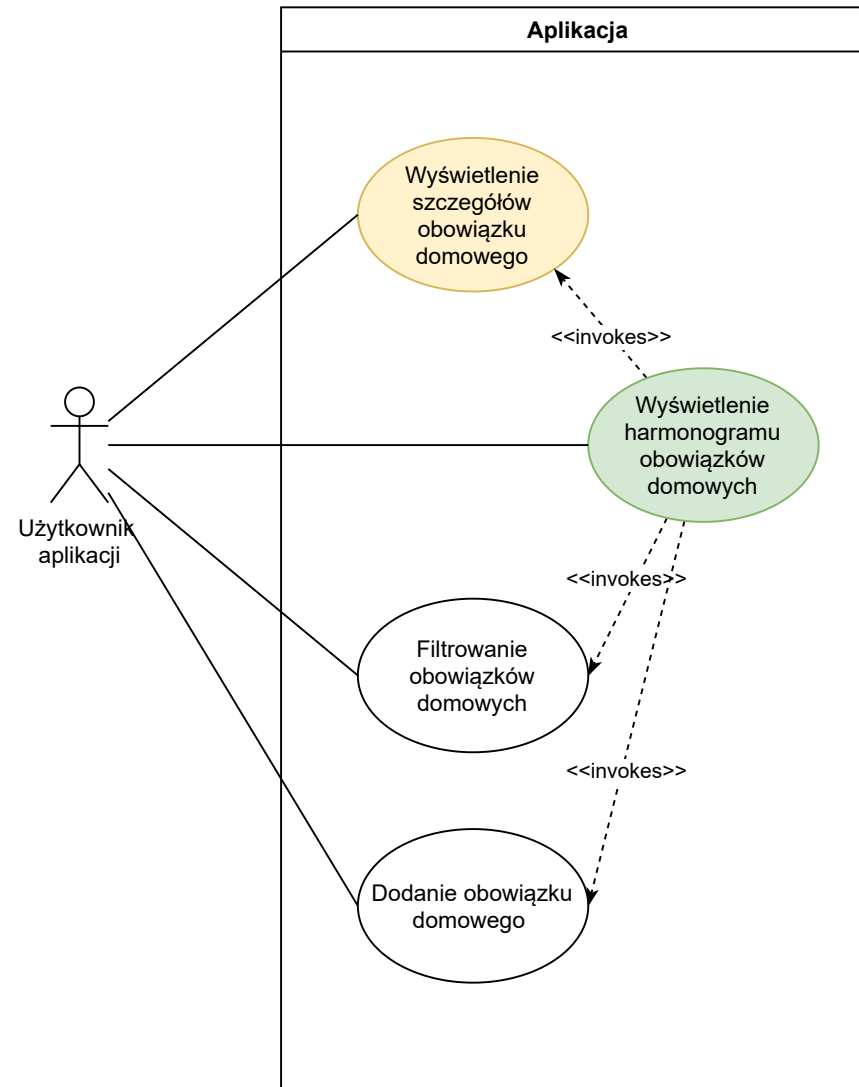 Aplikacja
Wyświetlenie
szczegółów
obowiązku
domowego
<<invokes>>
Wyświetlenie
harmonogramu
obowiązków
domowych
Użytkownik
aplikacji
<<invokes>>
Filtrowanie
obowiązków
domowych
<<invokes>>
Dodanie obowiązku
domowego